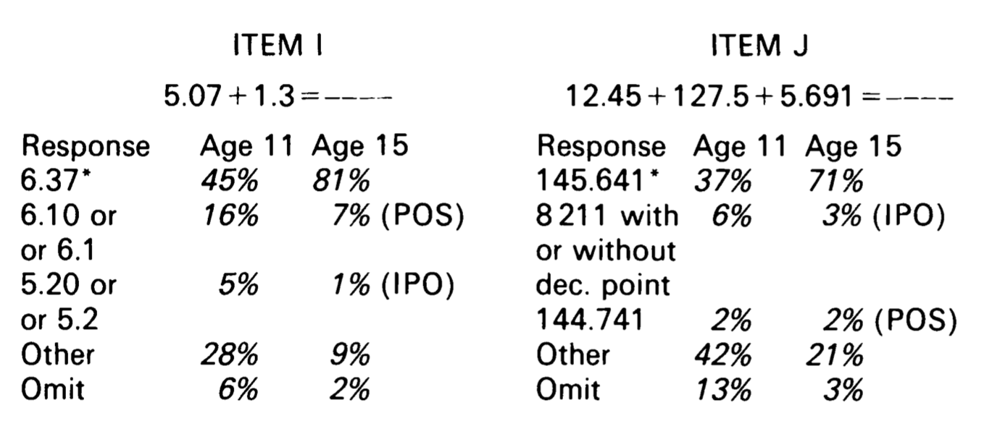 ITEM I
5.07 + 1.3 = ----
Response Age 11 Age 15
6.37* 45% 81%
6.10 or 16% 7% (POS)
or 6.1
5.20 or 5% 1% (IPO)
or 5.2
Other 28% 9%
Omit 6% 2%
ITEM J
12.45 + 127.5 + 5.691 = ----
Response Age 11 Age 15
145.641* 37% 71%
8 211 with 6% 3% (IPO)
or without
dec. point
144.741 2% 2% (POS)
Other 42% 21%
Omit 13% 3%